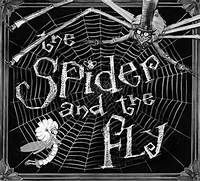 the
Spider
and the
FLY